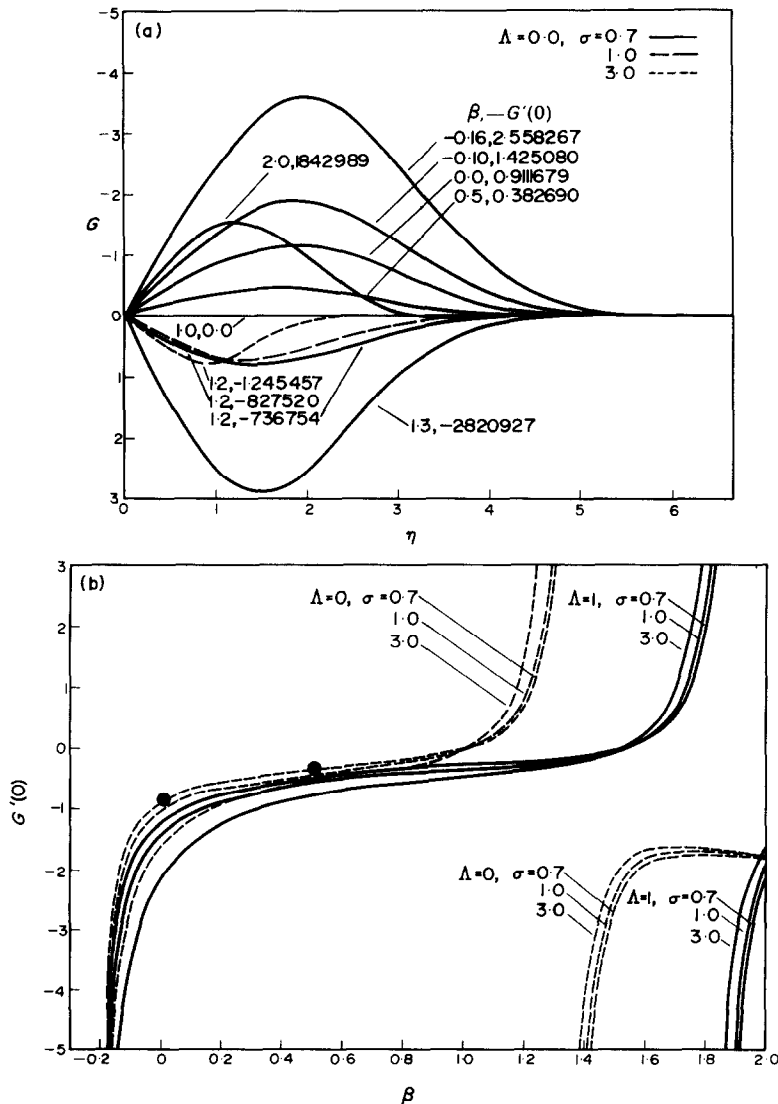 (a)
Λ=0·0, σ=0·7
1·0
3·0
β,—G'(0)
-0·16,2·558267
-0·10,1·425080
0·0,0·911679
0·5,0·382690
2·0,1842989
1·0,0·0
1·2,-1·245457
1·2,-·827520
1·2,-·736754
1·3,-2820927
-5
-4
-3
-2
-1
0
1
2
3
G
0 1 2 3 4 5 6
η
(b)
Λ=0, σ=0·7
1·0
3·0
Λ=1, σ=0·7
1·0
3·0
Λ=0, σ=0·7
1·0
3·0
Λ=1, σ=0·7
1·0
3·0
3
2
1
0
-1
-2
-3
-4
-5
G'(0)
-0·2 0 0·2 0·4 0·6 0·8 1·0 1·2 1·4 1·6 1·8 2·0
β